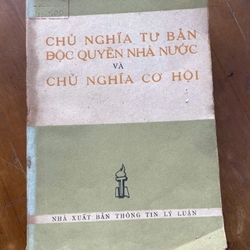 CHỦ NGHĨA TƯ BẢN
ĐỘC QUYỀN NHÀ NƯỚC
VÀ
CHỦ NGHĨA CƠ HỘI
NHÀ XUẤT BẢN THÔNG TIN LÝ LUẬN